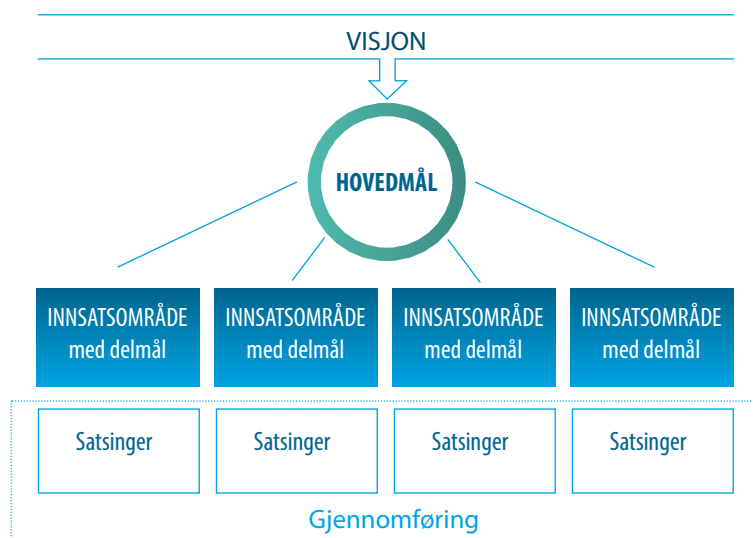 VISJON
HOVEDMÅL
INNSATSOMRÅDE
med delmål
INNSATSOMRÅDE
med delmål
INNSATSOMRÅDE
med delmål
INNSATSOMRÅDE
med delmål
Satsinger
Satsinger
Satsinger
Satsinger
Gjennomføring